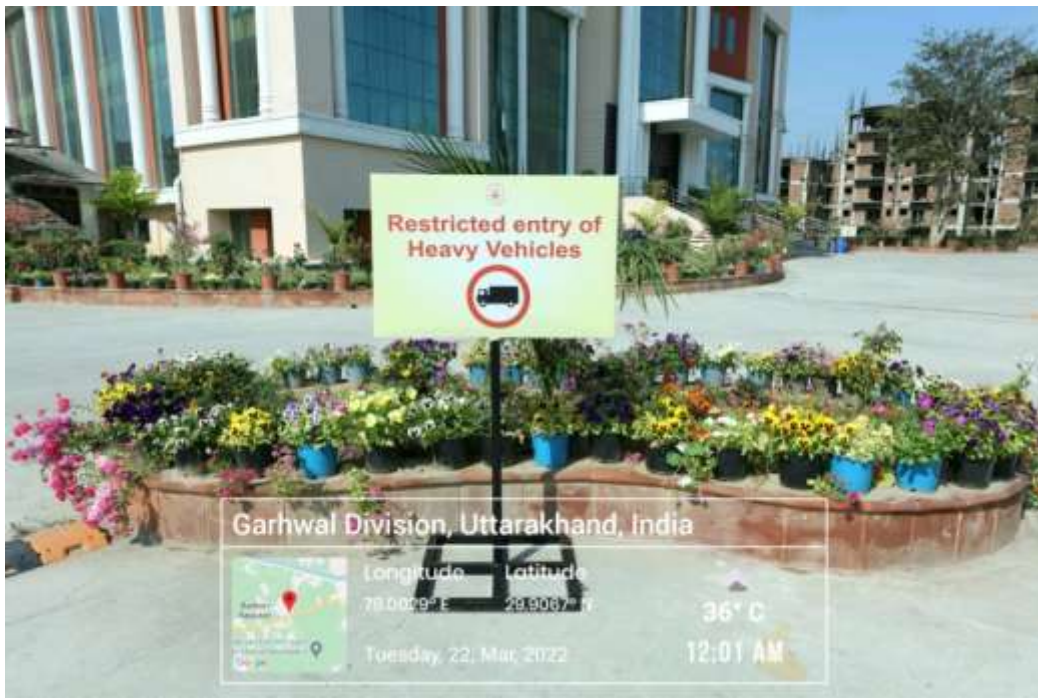 Restricted entry of
Heavy Vehicles
Garhwal Division, Uttarakhand, India
Longitude Latitude
78.0029° E 29.9067° N
36° C
Tuesday, 22, Mar, 2022
12:01 AM